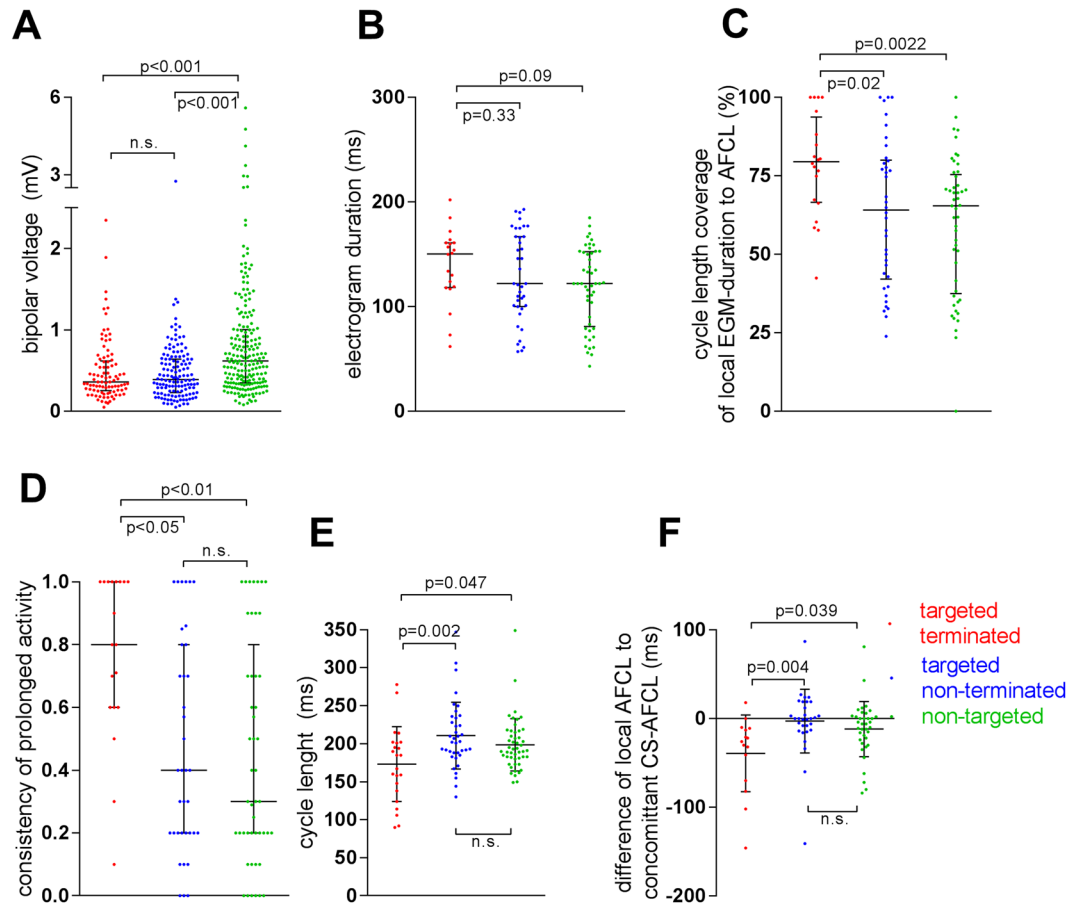 A
p<0.001
p<0.001
n.s.
bipolar voltage (mV)
6
3
2
1
0
B
p=0.09
p=0.33
electrogram duration (ms)
300
200
100
0
C
p=0.0022
p=0.02
cycle length coverage
of local EGM-duration to AFCL (%)
100
75
50
25
0
D
p<0.01
p<0.05
n.s.
consistency of prolonged activity
1.0
0.8
0.6
0.4
0.2
0.0
E
p=0.047
p=0.002
n.s.
cycle lenght (ms)
350
300
250
200
150
100
50
0
F
p=0.039
p=0.004
n.s.
difference of local AFCL to
concomittant CS-AFCL (ms)
100
0
-100
-200
targeted
terminated
targeted
non-terminated
non-targeted